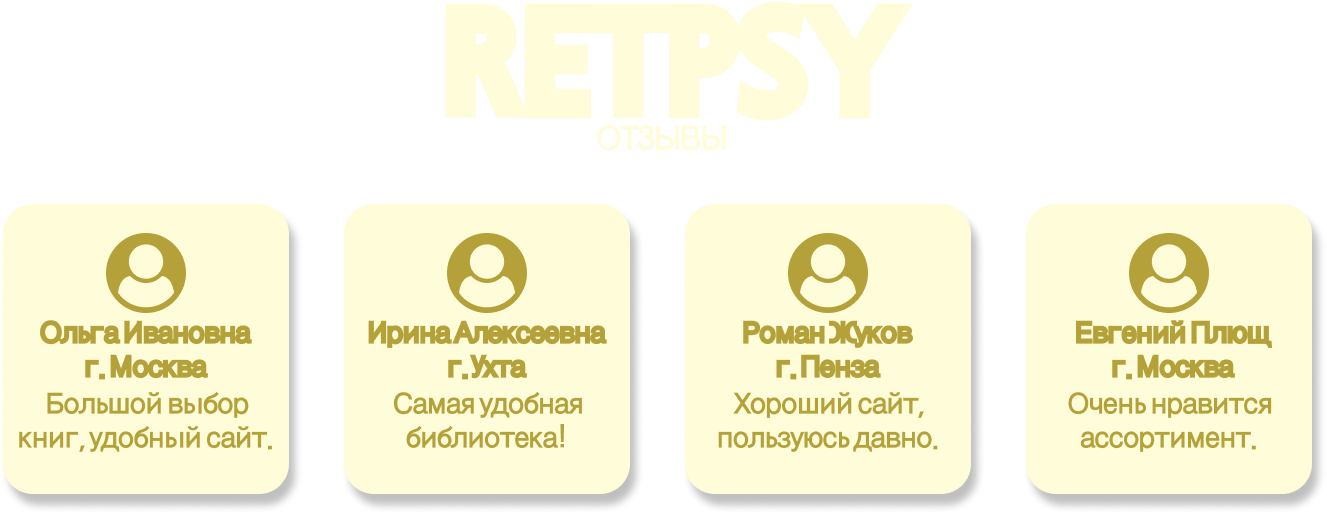 RETPSY
ОТЗЫВЫ
Ольга Ивановна
г. Москва
Большой выбор
книг, удобный сайт.
Ирина Алексеевна
г. Ухта
Самая удобная
библиотека!
Роман Жуков
г. Пенза
Хороший сайт,
пользуюсь давно.
Евгений Плющ
г. Москва
Очень нравится
ассортимент.